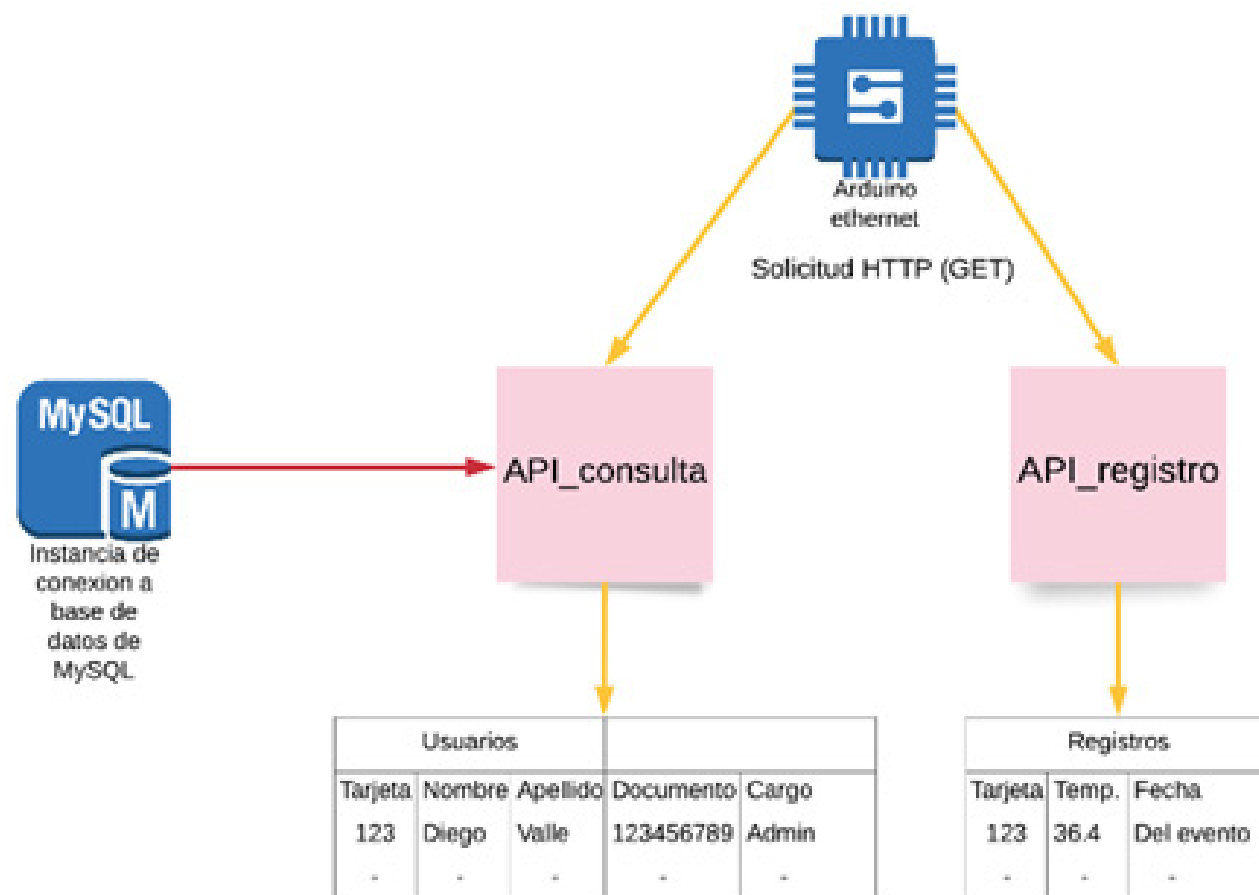 Arduino
ethernet
Solicitud HTTP (GET)
MySQL
M
Instancia de
conexion a
base de
datos de
MySQL
API_consulta
API_registro
Usuarios
Tarjeta Nombre Apellido Documento Cargo
123 Diego Valle 123456789 Admin
- - - - -
Registros
Tarjeta Temp. Fecha
123 36.4 Del evento
- - -